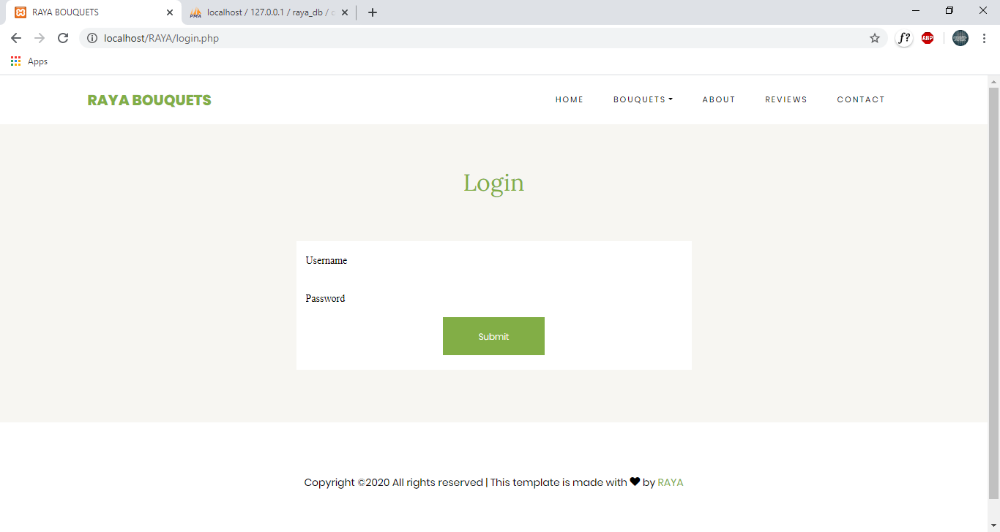 RAYA BOUQUETS
localhost / 127.0.0.1 / raya_db /
localhost/RAYA/login.php
f?
ABP
Apps
RAYA BOUQUETS
HOME
BOUQUETS
ABOUT
REVIEWS
CONTACT
Login
Username
Password
Submit
Copyright ©2020 All rights reserved | This template is made with ❤ by RAYA